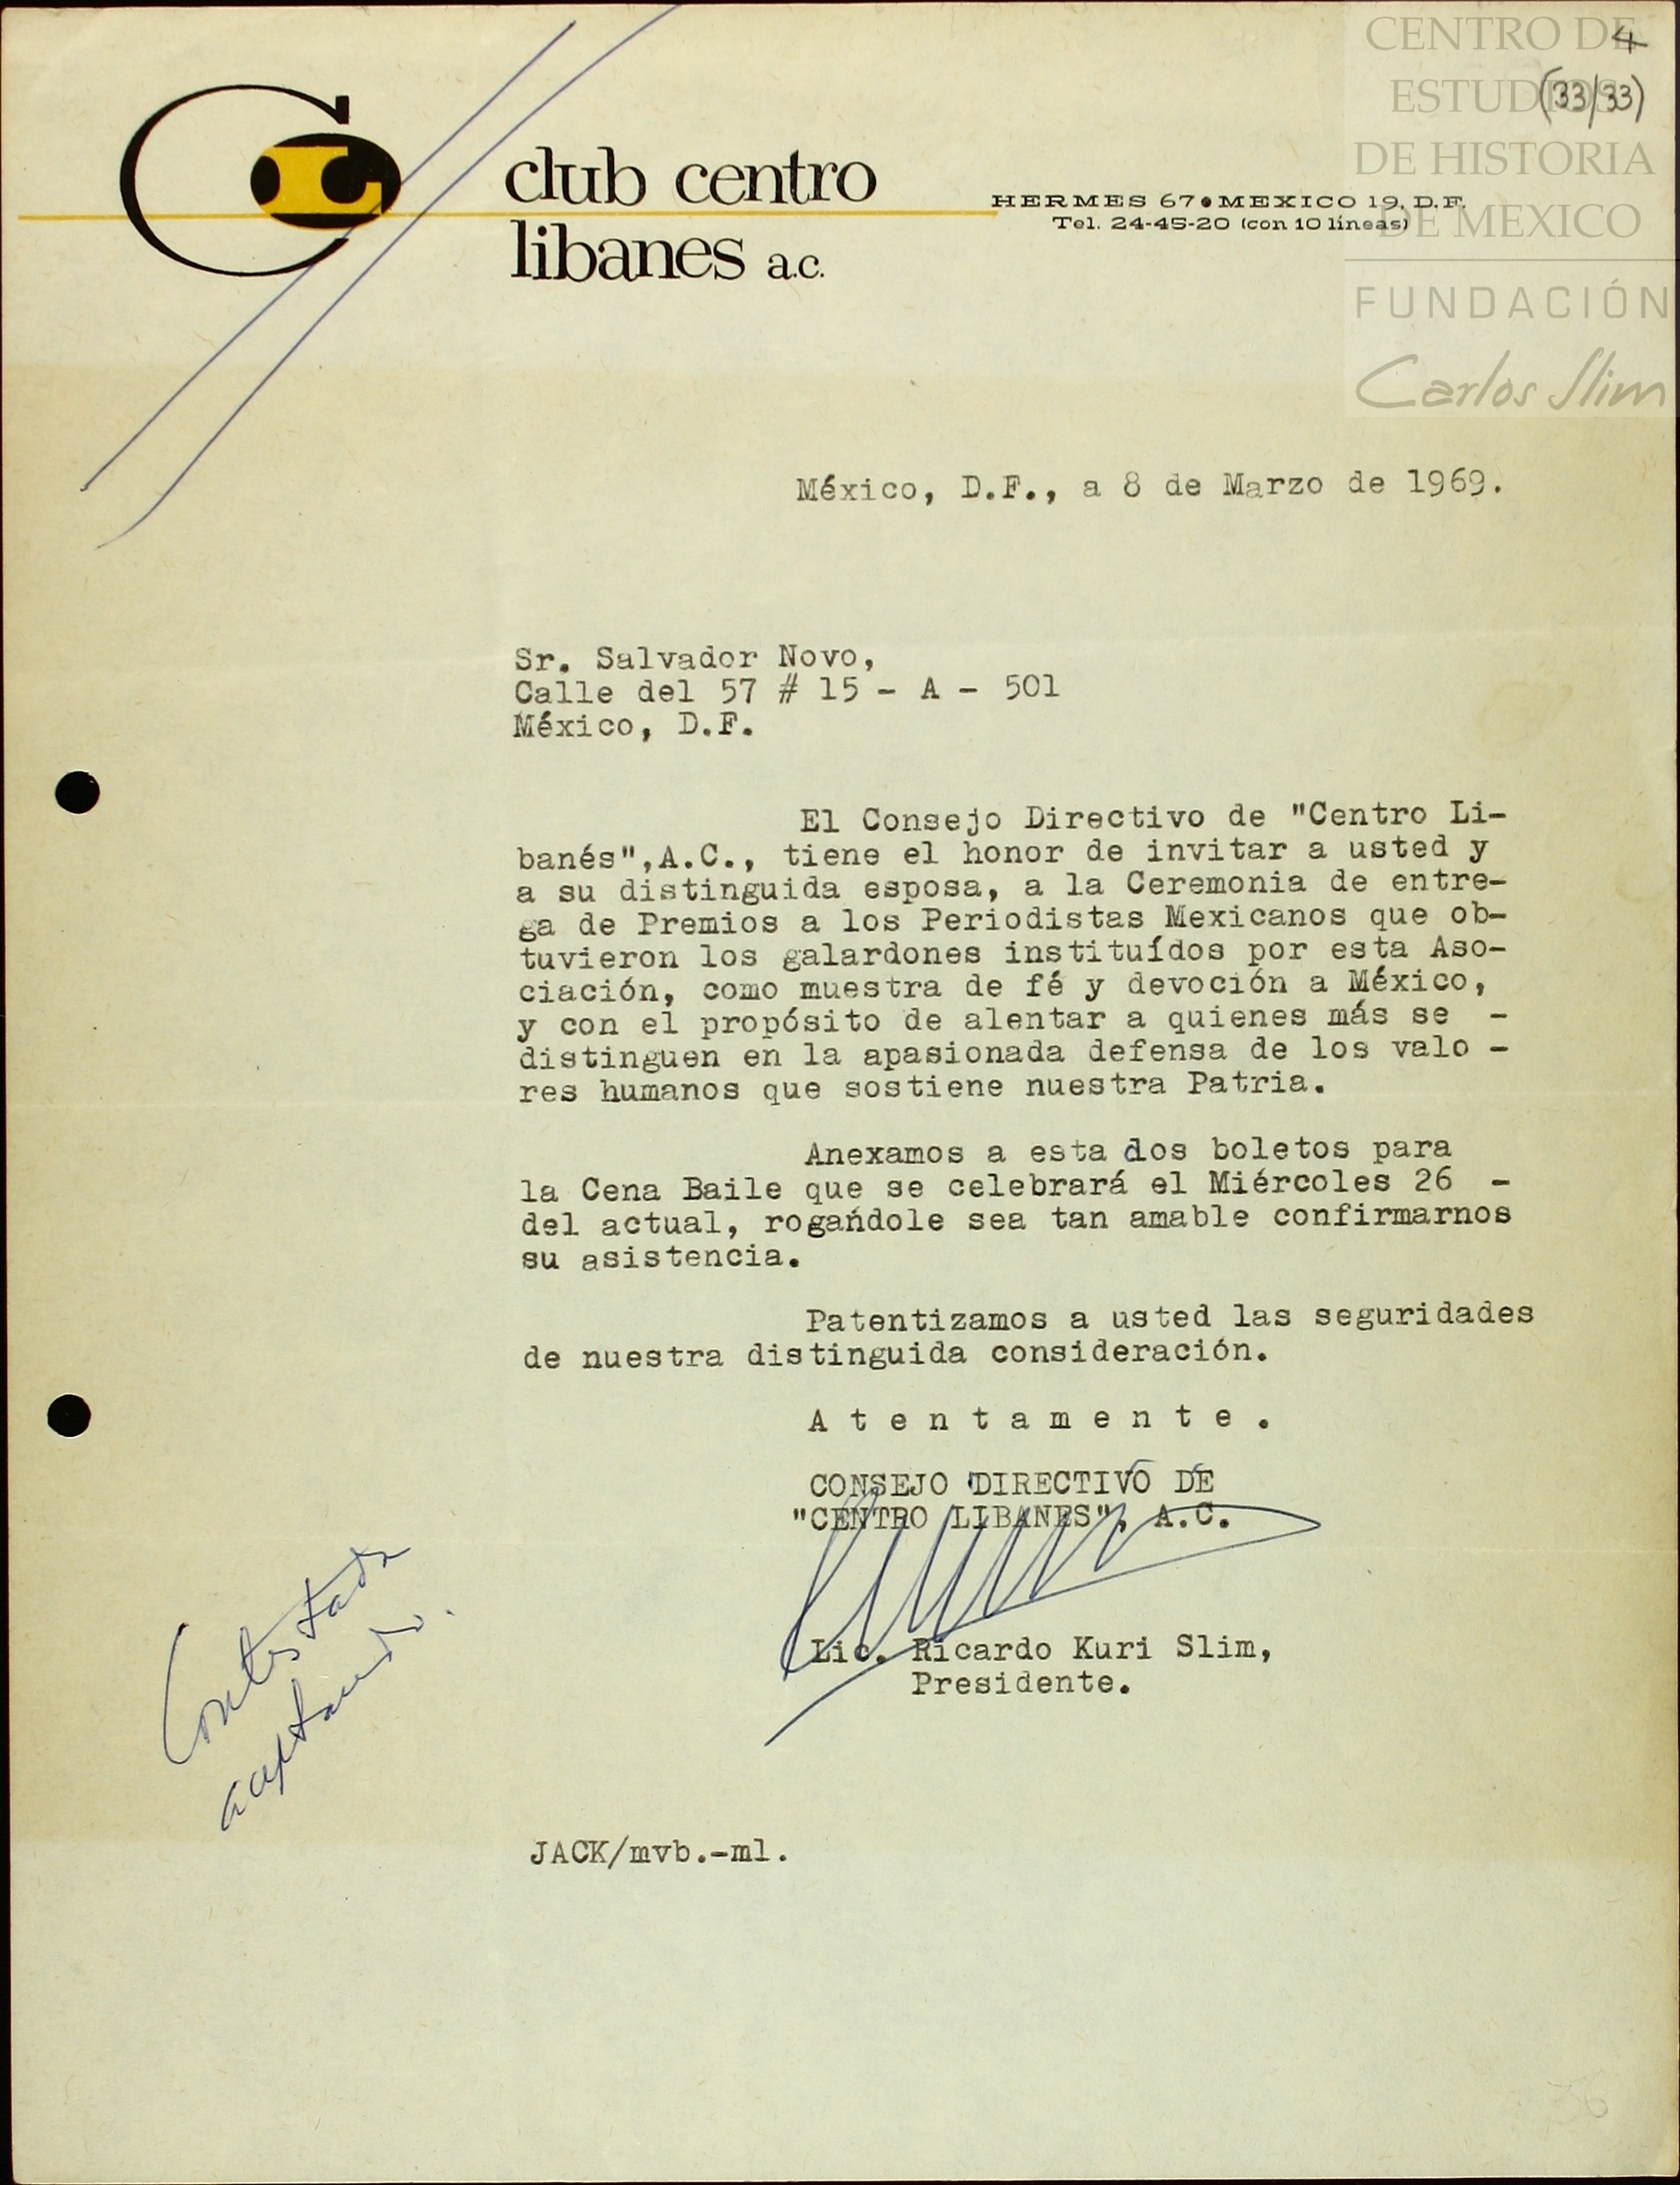 CENTRO DE
ESTUDIOS
DE HISTORIA
DE MEXICO
FUNDACIÓN
Carlos Slim
4
(33/33)
CL
club centro
libanes a.c.
HERMES 67 • MEXICO 19, D.F.
Tel. 24-45-20 (con 10 líneas)
México, D.F., a 8 de Marzo de 1969.
Sr. Salvador Novo,
Calle del 57 # 15 - A - 501
México, D.F.
El Consejo Directivo de "Centro Li-
banés",A.C., tiene el honor de invitar a usted y
a su distinguida esposa, a la Ceremonia de entre-
ga de Premios a los Periodistas Mexicanos que ob-
tuvieron los galardones instituídos por esta Aso-
ciación, como muestra de fé y devoción a México,
y con el propósito de alentar a quienes más se -
distinguen en la apasionada defensa de los valo -
res humanos que sostiene nuestra Patria.
Anexamos a esta dos boletos para
la Cena Baile que se celebrará el Miércoles 26 -
del actual, rogańdole sea tan amable confirmarnos
su asistencia.
Patentizamos a usted las seguridades
de nuestra distinguida consideración.
A t e n t a m e n t e .
CONSEJO DIRECTIVO DE
"CENTRO LIBANES", A.C.
Lic. Ricardo Kuri Slim,
Presidente.
Contestada
aceptando.
JACK/mvb.-ml.